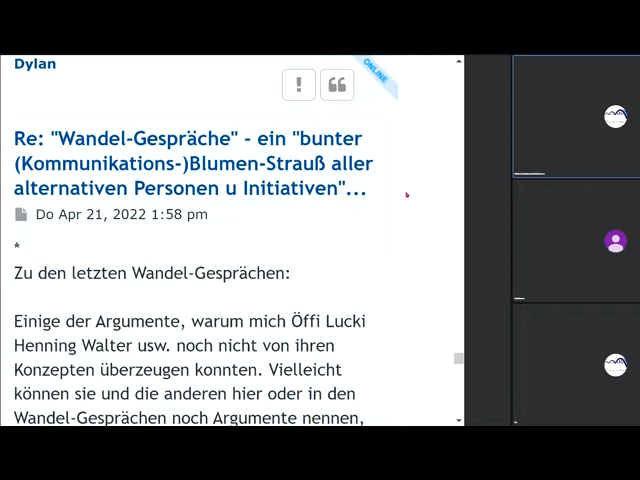 Dylan
ONLINE
Re: "Wandel-Gespräche" - ein "bunter
(Kommunikations-)Blumen-Strauß aller
alternativen Personen u Initiativen"...
Do Apr 21, 2022 1:58 pm
*
Zu den letzten Wandel-Gesprächen:
Einige der Argumente, warum mich Öffi Lucki
Henning Walter usw. noch nicht von ihren
Konzepten überzeugen konnten. Vielleicht
können sie und die anderen hier oder in den
Wandel-Gesprächen noch Argumente nennen,